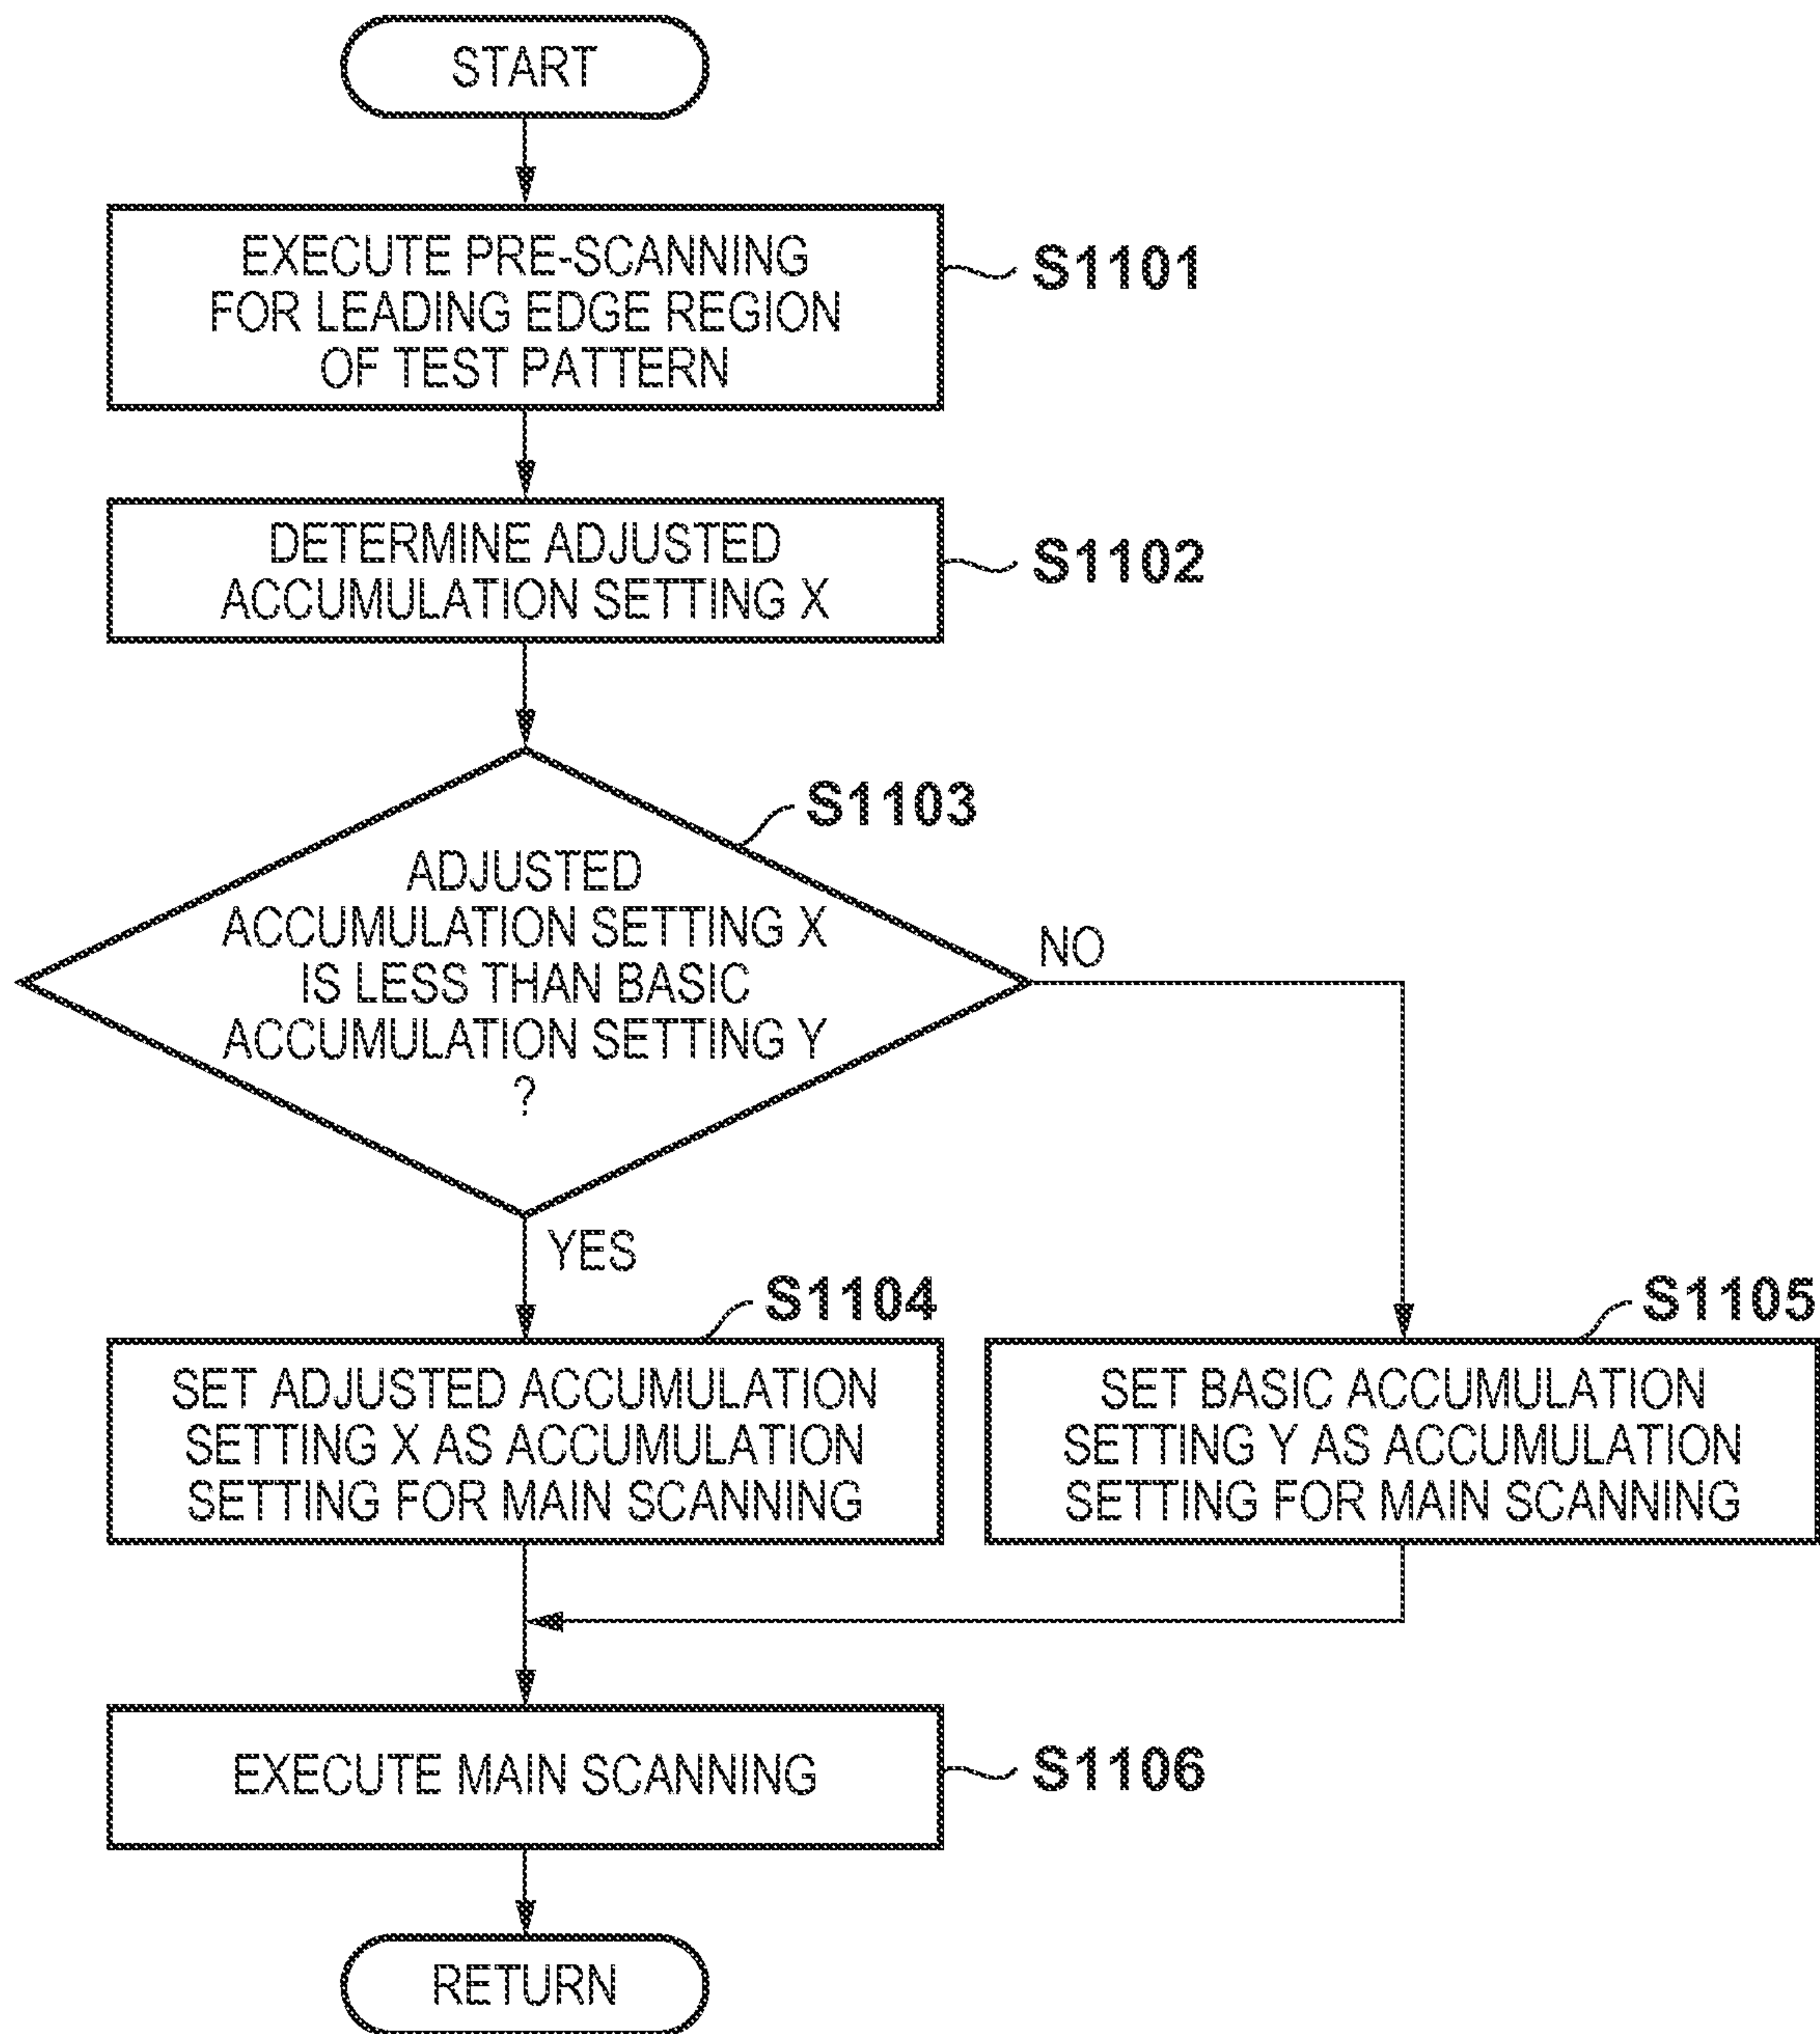 START
EXECUTE PRE-SCANNING
FOR LEADING EDGE REGION
OF TEST PATTERN
S1101
DETERMINE ADJUSTED
ACCUMULATION SETTING X
S1102
S1103
ADJUSTED
ACCUMULATION SETTING X
IS LESS THAN BASIC
ACCUMULATION SETTING Y
?
NO
YES
S1104
SET ADJUSTED ACCUMULATION
SETTING X AS ACCUMULATION
SETTING FOR MAIN SCANNING
S1105
SET BASIC ACCUMULATION
SETTING Y AS ACCUMULATION
SETTING FOR MAIN SCANNING
EXECUTE MAIN SCANNING
S1106
RETURN